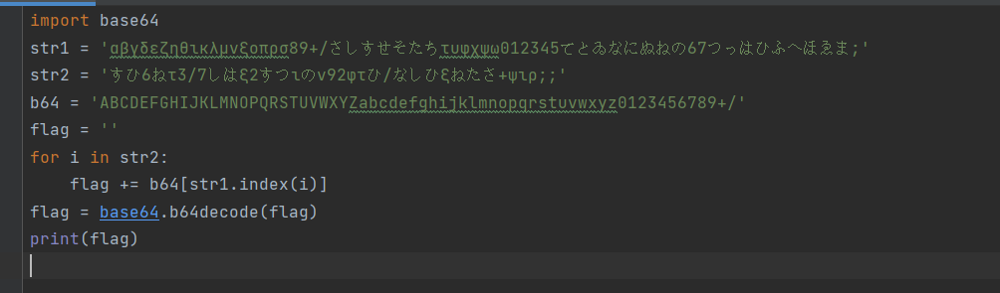 import base64
str1 = 'αβγδεζηθικλμνξοπρσ89+/さしすせそたちτυφχψω012345てとゐなにぬねの67つっはひふへほゑま;'
str2 = 'すひ6ねτ3/7しはξ2すつιのν92φτひ/なしひξねたさ+ψιρ;;'
b64 = 'ABCDEFGHIJKLMNOPQRSTUVWXYZabcdefghijklmnopqrstuvwxyz0123456789+/'
flag = ''
for i in str2:
    flag += b64[str1.index(i)]
flag = base64.b64decode(flag)
print(flag)